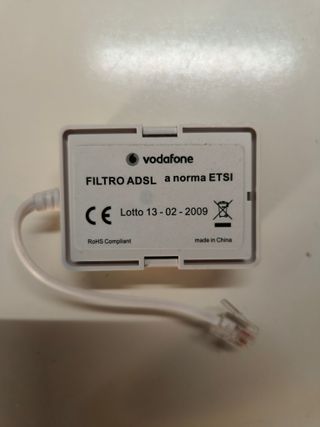 vodafone
FILTRO ADSL a norma ETSI
CE Lotto 13 - 02 - 2009
RoHS Compliant made in China